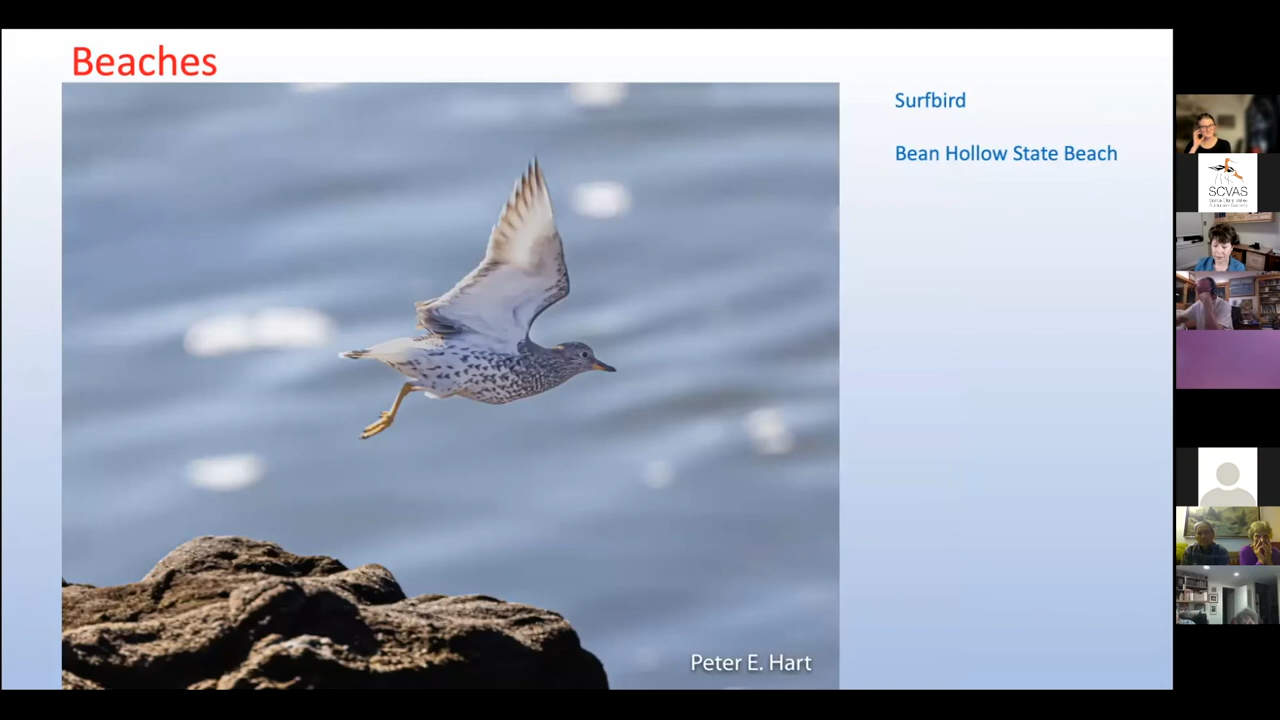 Beaches
Surfbird
Bean Hollow State Beach
Peter E. Hart
SCVAS